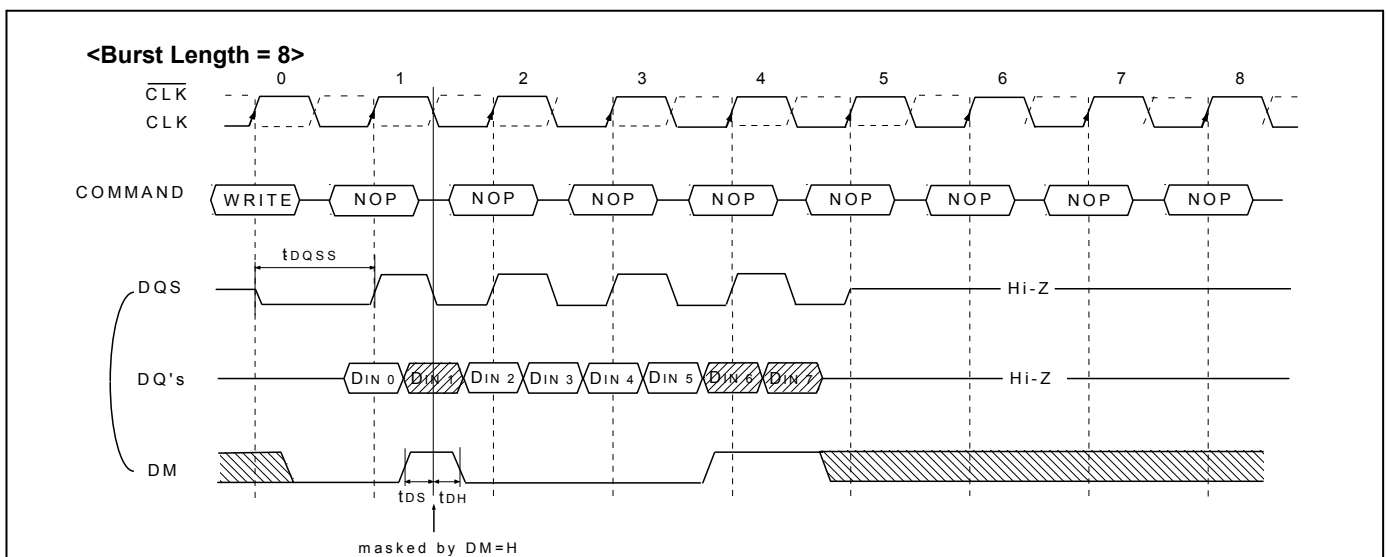 <Burst Length = 8>
0 1 2 3 4 5 6 7 8
CLK
CLK
COMMAND WRITE NOP NOP NOP NOP NOP NOP NOP NOP
tDQSS
DQS Hi-Z
DQ's DIN 0 DIN 1 DIN 2 DIN 3 DIN 4 DIN 5 DIN 6 DIN 7 Hi-Z
DM
tDS tDH
masked by DM=H